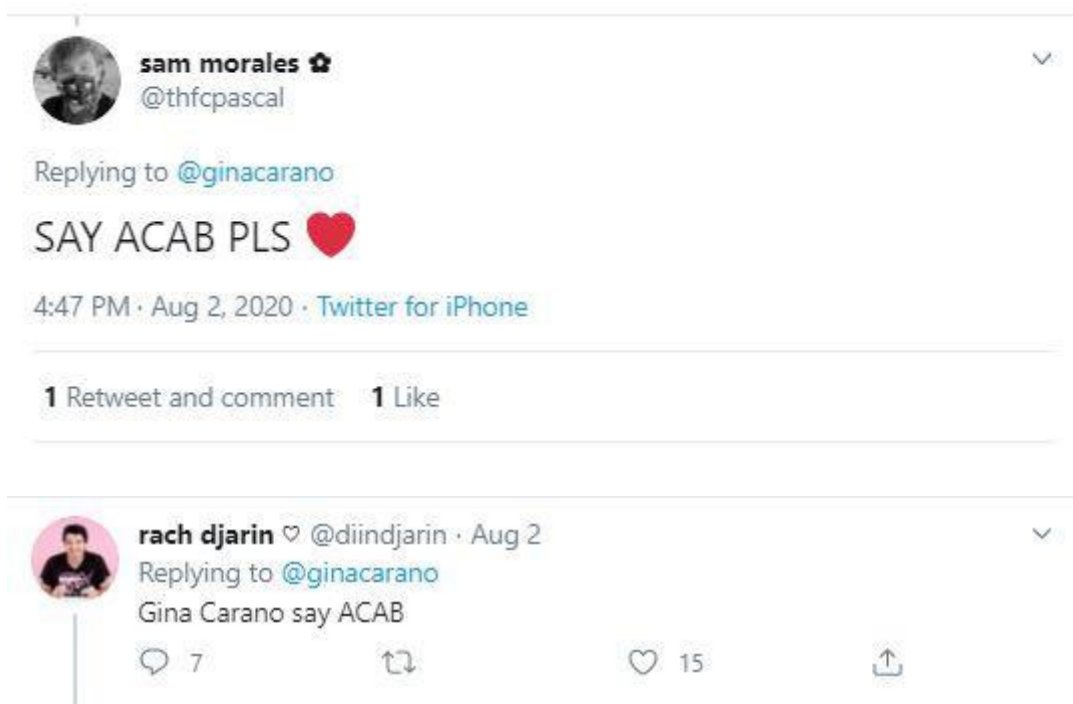 sam morales ✿
@thfcpascal
Replying to @ginacarano
SAY ACAB PLS ❤️
4:47 PM · Aug 2, 2020 · Twitter for iPhone
1 Retweet and comment 1 Like
rach djarin ♡ @diindjarin · Aug 2
Replying to @ginacarano
Gina Carano say ACAB
7 15